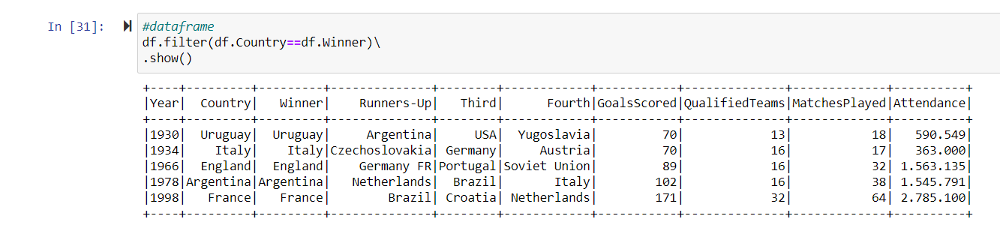 In [31]: #dataframe
df.filter(df.Country==df.Winner)\
.show()
+----+---------+---------+--------------+--------+------------+-----------+--------------+-------------+----------+
|Year|  Country|   Winner|    Runners-Up|   Third|      Fourth|GoalsScored|QualifiedTeams|MatchesPlayed|Attendance|
+----+---------+---------+--------------+--------+------------+-----------+--------------+-------------+----------+
|1930|  Uruguay|  Uruguay|     Argentina|     USA|  Yugoslavia|         70|            13|           18|   590.549|
|1934|    Italy|    Italy|Czechoslovakia| Germany|     Austria|         70|            16|           17|   363.000|
|1966|  England|  England|    Germany FR|Portugal|Soviet Union|         89|            16|           32| 1.563.135|
|1978|Argentina|Argentina|   Netherlands|  Brazil|       Italy|        102|            16|           38| 1.545.791|
|1998|   France|   France|        Brazil| Croatia| Netherlands|        171|            32|           64| 2.785.100|
+----+---------+---------+--------------+--------+------------+-----------+--------------+-------------+----------+